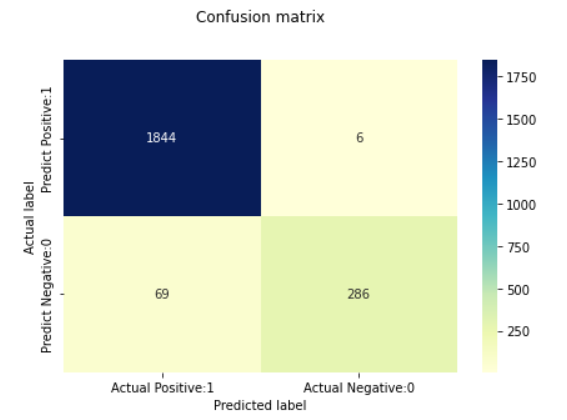 Confusion matrix
Predict Positive:1
Predict Negative:0
Actual label
1844
6
69
286
Actual Positive:1
Actual Negative:0
Predicted label
1750
1500
1250
1000
750
500
250